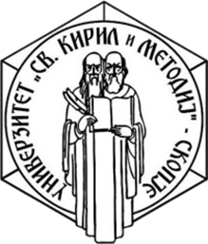 УНИВЕРЗИТЕТ „СВ. КИРИЛ И МЕТОДИЈ" - СКОПЈЕ